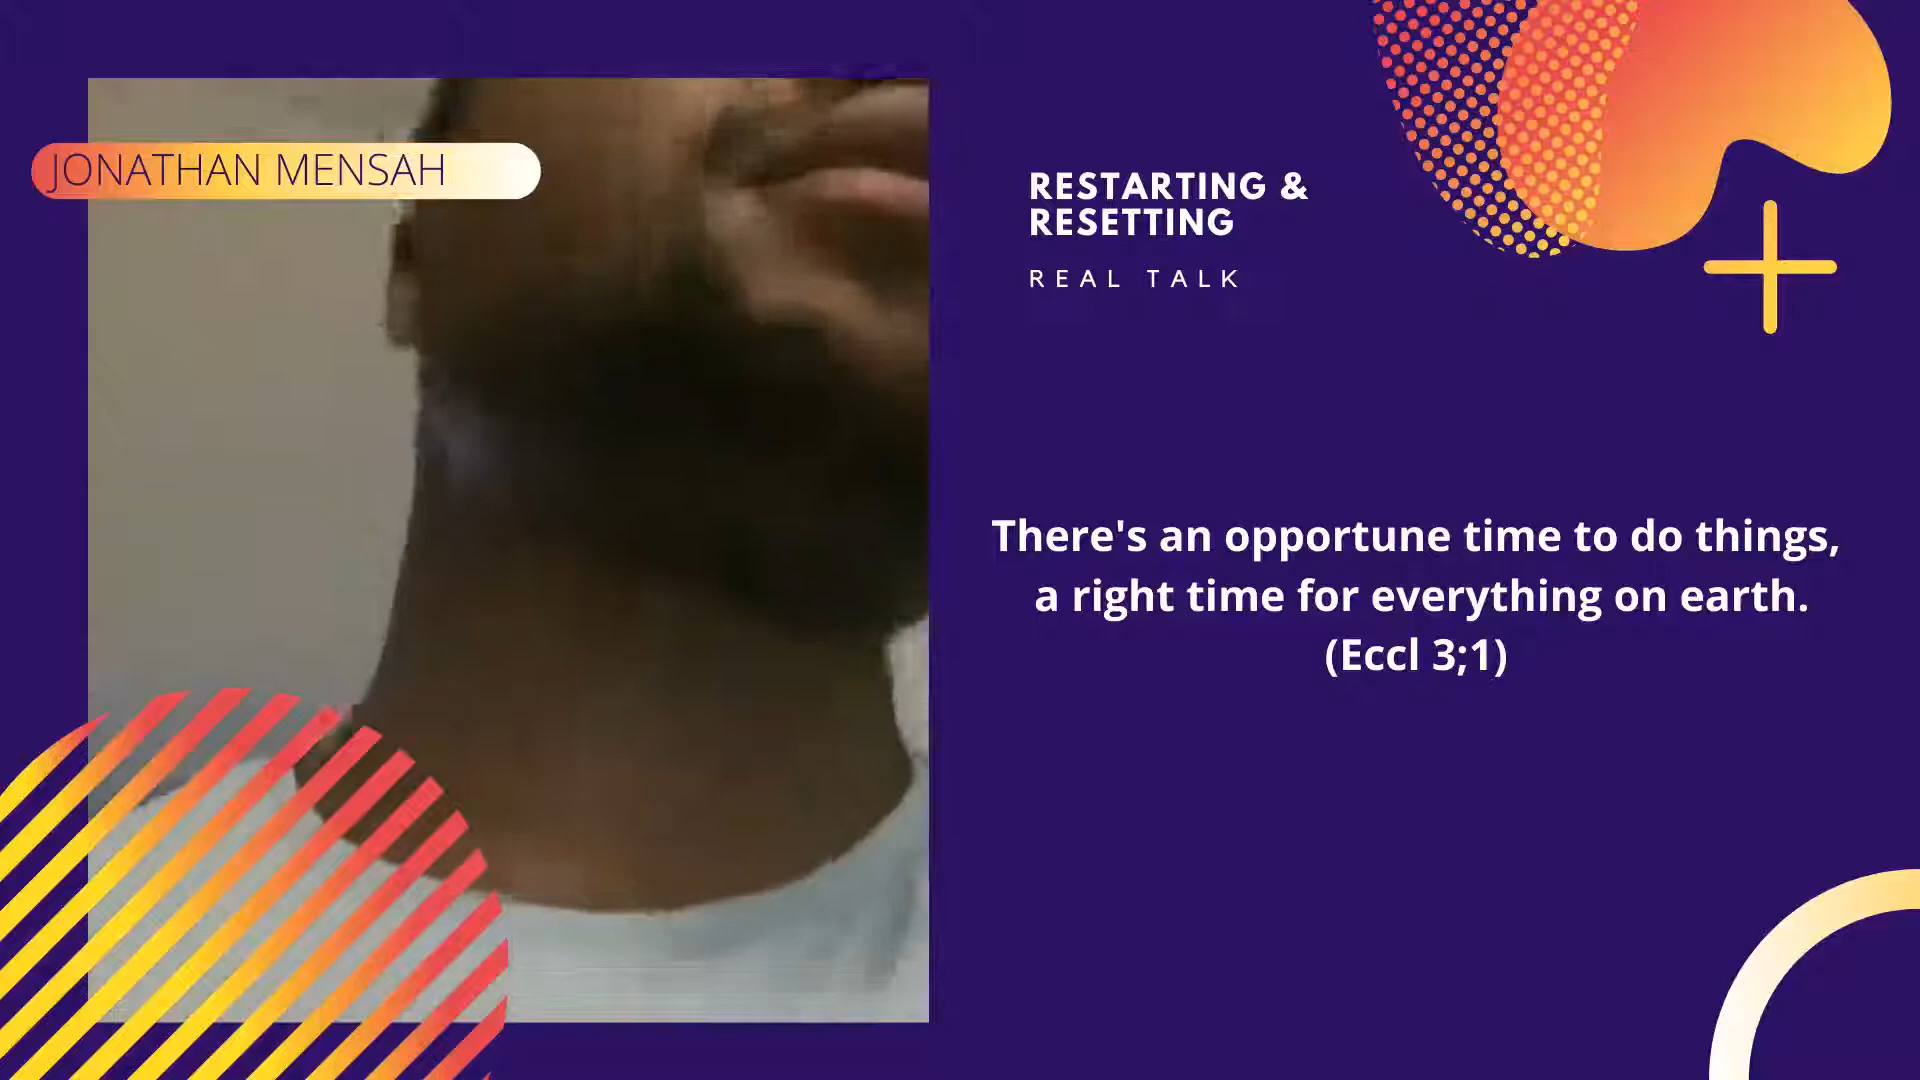 JONATHAN MENSAH
RESTARTING &
RESETTING
REAL TALK
There's an opportune time to do things,
a right time for everything on earth.
(Eccl 3;1)